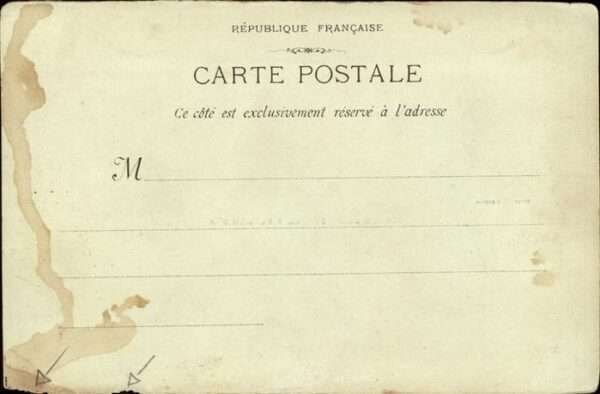 RÉPUBLIQUE FRANÇAISE
CARTE POSTALE
Ce côté est exclusivement réservé à l'adresse
M